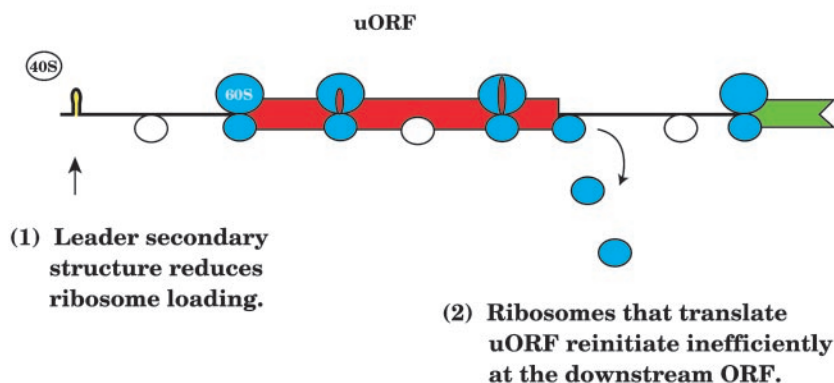 uORF
40S
60S
(1) Leader secondary
structure reduces
ribosome loading.
(2) Ribosomes that translate
uORF reinitiate inefficiently
at the downstream ORF.